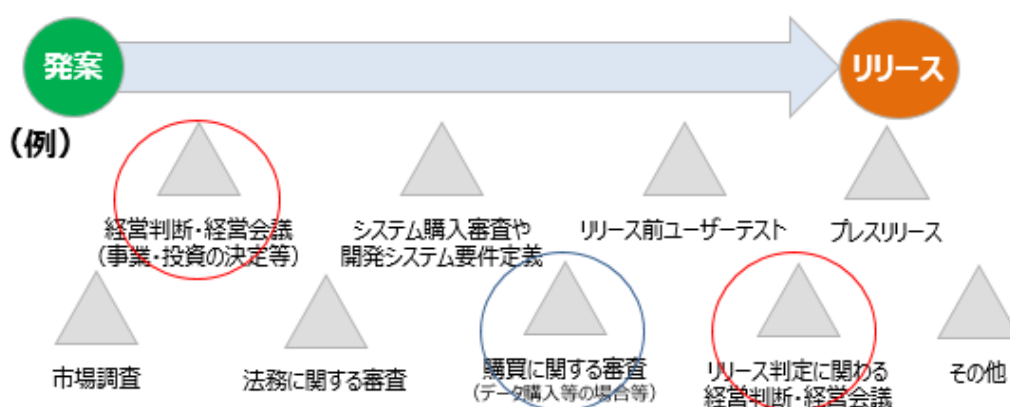 発案
リリース
(例)
経営判断・経営会議
(事業・投資の決定等)
システム購入審査や
開発システム要件定義
リリース前ユーザーテスト
プレスリリース
市場調査
法務に関する審査
購買に関する審査
(データ購入等の場合等)
リリース判定に関わる
経営判断・経営会議
その他